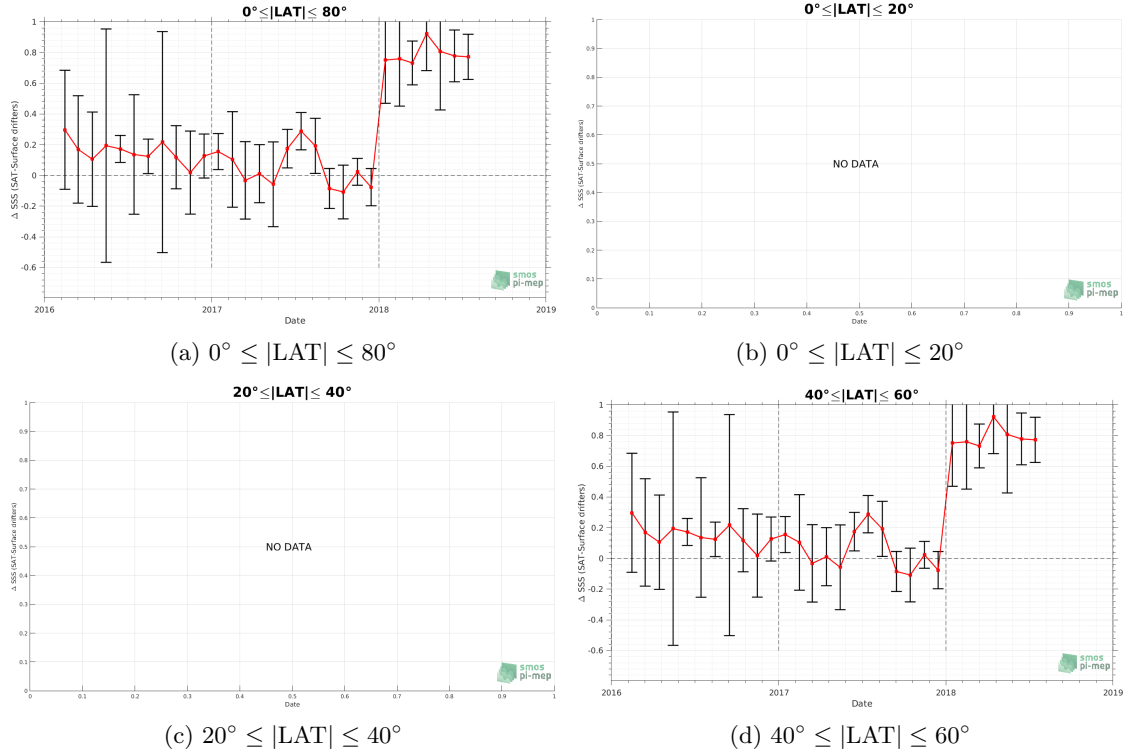 0°≤|LAT|≤ 80°
1
0.8
0.6
0.4
0.2
0
-0.2
-0.4
-0.6
Δ SSS (SAT-Surface drifters)
2016
2017
2018
2019
Date
smos
pi-mep
(a) 0° ≤ |LAT| ≤ 80°
0°≤|LAT|≤ 20°
1
0.9
0.8
0.7
0.6
0.5
0.4
0.3
0.2
0.1
0
Δ SSS (SAT-Surface drifters)
NO DATA
0
0.1
0.2
0.3
0.4
0.5
0.6
0.7
0.8
0.9
1
Date
smos
pi-mep
(b) 0° ≤ |LAT| ≤ 20°
20°≤|LAT|≤ 40°
1
0.9
0.8
0.7
0.6
0.5
0.4
0.3
0.2
0.1
0
Δ SSS (SAT-Surface drifters)
NO DATA
0
0.1
0.2
0.3
0.4
0.5
0.6
0.7
0.8
0.9
1
Date
smos
pi-mep
(c) 20° ≤ |LAT| ≤ 40°
40°≤|LAT|≤ 60°
1
0.8
0.6
0.4
0.2
0
-0.2
-0.4
-0.6
Δ SSS (SAT-Surface drifters)
2016
2017
2018
2019
Date
smos
pi-mep
(d) 40° ≤ |LAT| ≤ 60°